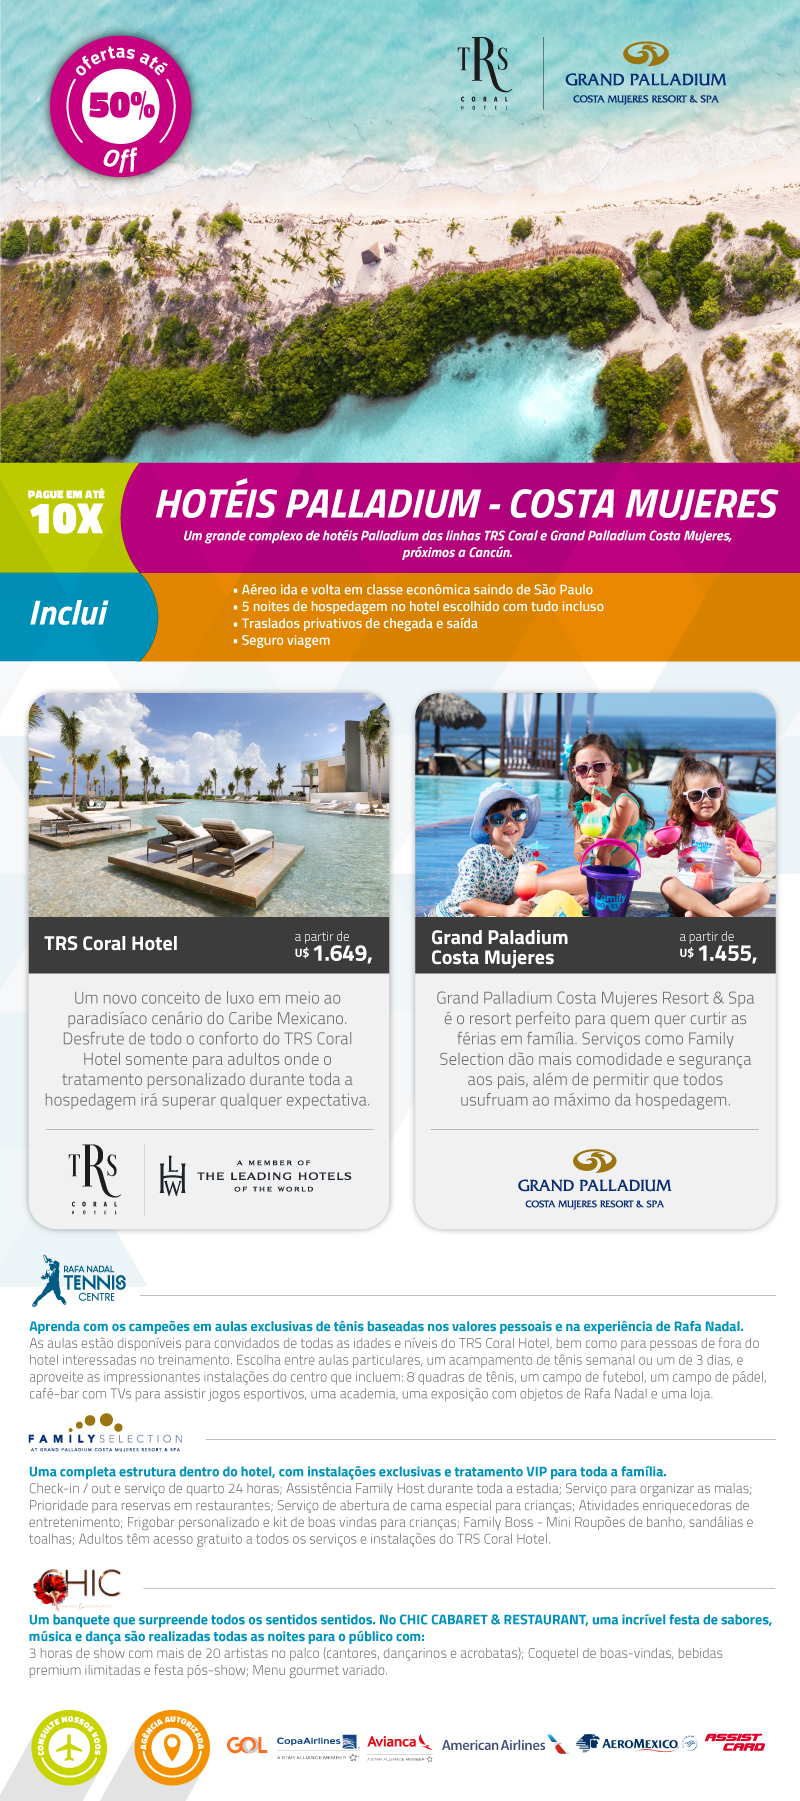 ofertas até
50%
Off
TRS
CORAL
HOTEL
GRAND PALLADIUM
COSTA MUJERES RESORT & SPA
PAGUE EM ATÉ
10X
HOTÉIS PALLADIUM - COSTA MUJERES
Um grande complexo de hotéis Palladium das linhas TRS Coral e Grand Palladium Costa Mujeres,
próximos a Cancún.
Inclui
• Aéreo ida e volta em classe econômica saindo de São Paulo
• 5 noites de hospedagem no hotel escolhido com tudo incluso
• Traslados privativos de chegada e saída
• Seguro viagem
TRS Coral Hotel
a partir de
U$ 1.649,
Um novo conceito de luxo em meio ao
paradisíaco cenário do Caribe Mexicano.
Desfrute de todo o conforto do TRS Coral
Hotel somente para adultos onde o
tratamento personalizado durante toda a
hospedagem irá superar qualquer expectativa.
TRS
CORAL
HOTEL
LHW
A MEMBER OF
THE LEADING HOTELS
OF THE WORLD
Family
Grand Paladium
Costa Mujeres
a partir de
U$ 1.455,
Grand Palladium Costa Mujeres Resort & Spa
é o resort perfeito para quem quer curtir as
férias em família. Serviços como Family
Selection dão mais comodidade e segurança
aos pais, além de permitir que todos
usufruam ao máximo da hospedagem.
GRAND PALLADIUM
COSTA MUJERES RESORT & SPA
RAFA NADAL
TENNIS
CENTRE
Aprenda com os campeões em aulas exclusivas de tênis baseadas nos valores pessoais e na experiência de Rafa Nadal.
As aulas estão disponíveis para convidados de todas as idades e níveis do TRS Coral Hotel, bem como para pessoas de fora do
hotel interessadas no treinamento. Escolha entre aulas particulares, um acampamento de tênis semanal ou um de 3 dias, e
aproveite as impressionantes instalações do centro que incluem: 8 quadras de tênis, um campo de futebol, um campo de pádel,
café-bar com TVs para assistir jogos esportivos, uma academia, uma exposição com objetos de Rafa Nadal e uma loja.
FAMILY SELECTION
AT GRAND PALLADIUM COSTA MUJERES RESORT & SPA
Uma completa estrutura dentro do hotel, com instalações exclusivas e tratamento VIP para toda a família.
Check-in / out e serviço de quarto 24 horas; Assistência Family Host durante toda a estadia; Serviço para organizar as malas;
Prioridade para reservas em restaurantes; Serviço de abertura de cama especial para crianças; Atividades enriquecedoras de
entretenimento; Frigobar personalizado e kit de boas vindas para crianças; Family Boss - Mini Roupões de banho, sandálias e
toalhas; Adultos têm acesso gratuito a todos os serviços e instalações do TRS Coral Hotel.
CHIC
Um banquete que surpreende todos os sentidos sentidos. No CHIC CABARET & RESTAURANT, uma incrível festa de sabores,
música e dança são realizadas todas as noites para o público com:
3 horas de show com mais de 20 artistas no palco (cantores, dançarinos e acrobatas); Coquetel de boas-vindas, bebidas
premium ilimitadas e festa pós-show; Menu gourmet variado.
CONSULTE NOSSOS VOOS
AGÊNCIA AUTORIZADA
GOL
CopaAirlines
A STAR ALLIANCE MEMBER
Avianca
A STAR ALLIANCE MEMBER
American Airlines
AEROMEXICO
ASSIST
CARD